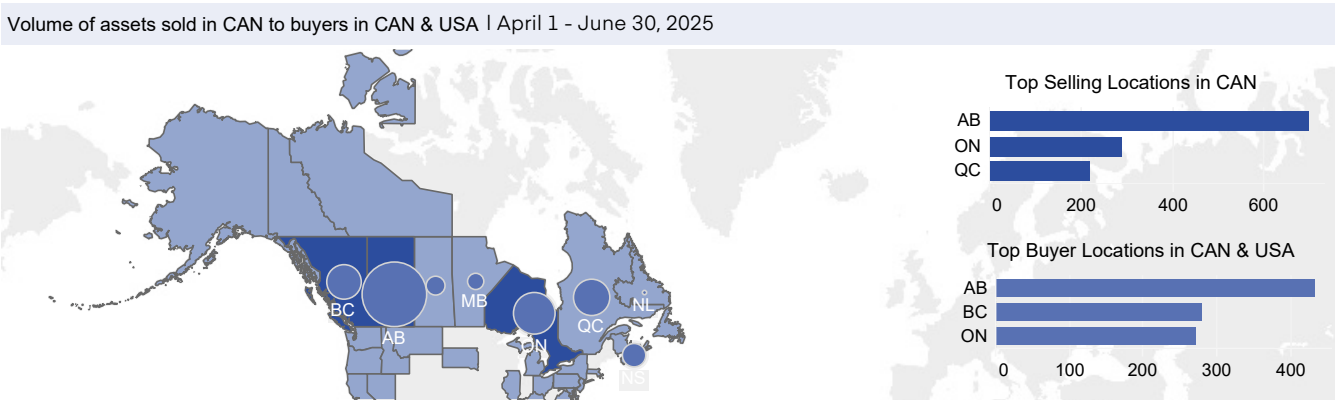 Volume of assets sold in CAN to buyers in CAN & USA | April 1 - June 30, 2025
Top Selling Locations in CAN
AB
ON
QC
0 200 400 600
Top Buyer Locations in CAN & USA
AB
BC
ON
0 100 200 300 400
BC
AB
MB
ON
QC
NL
NS